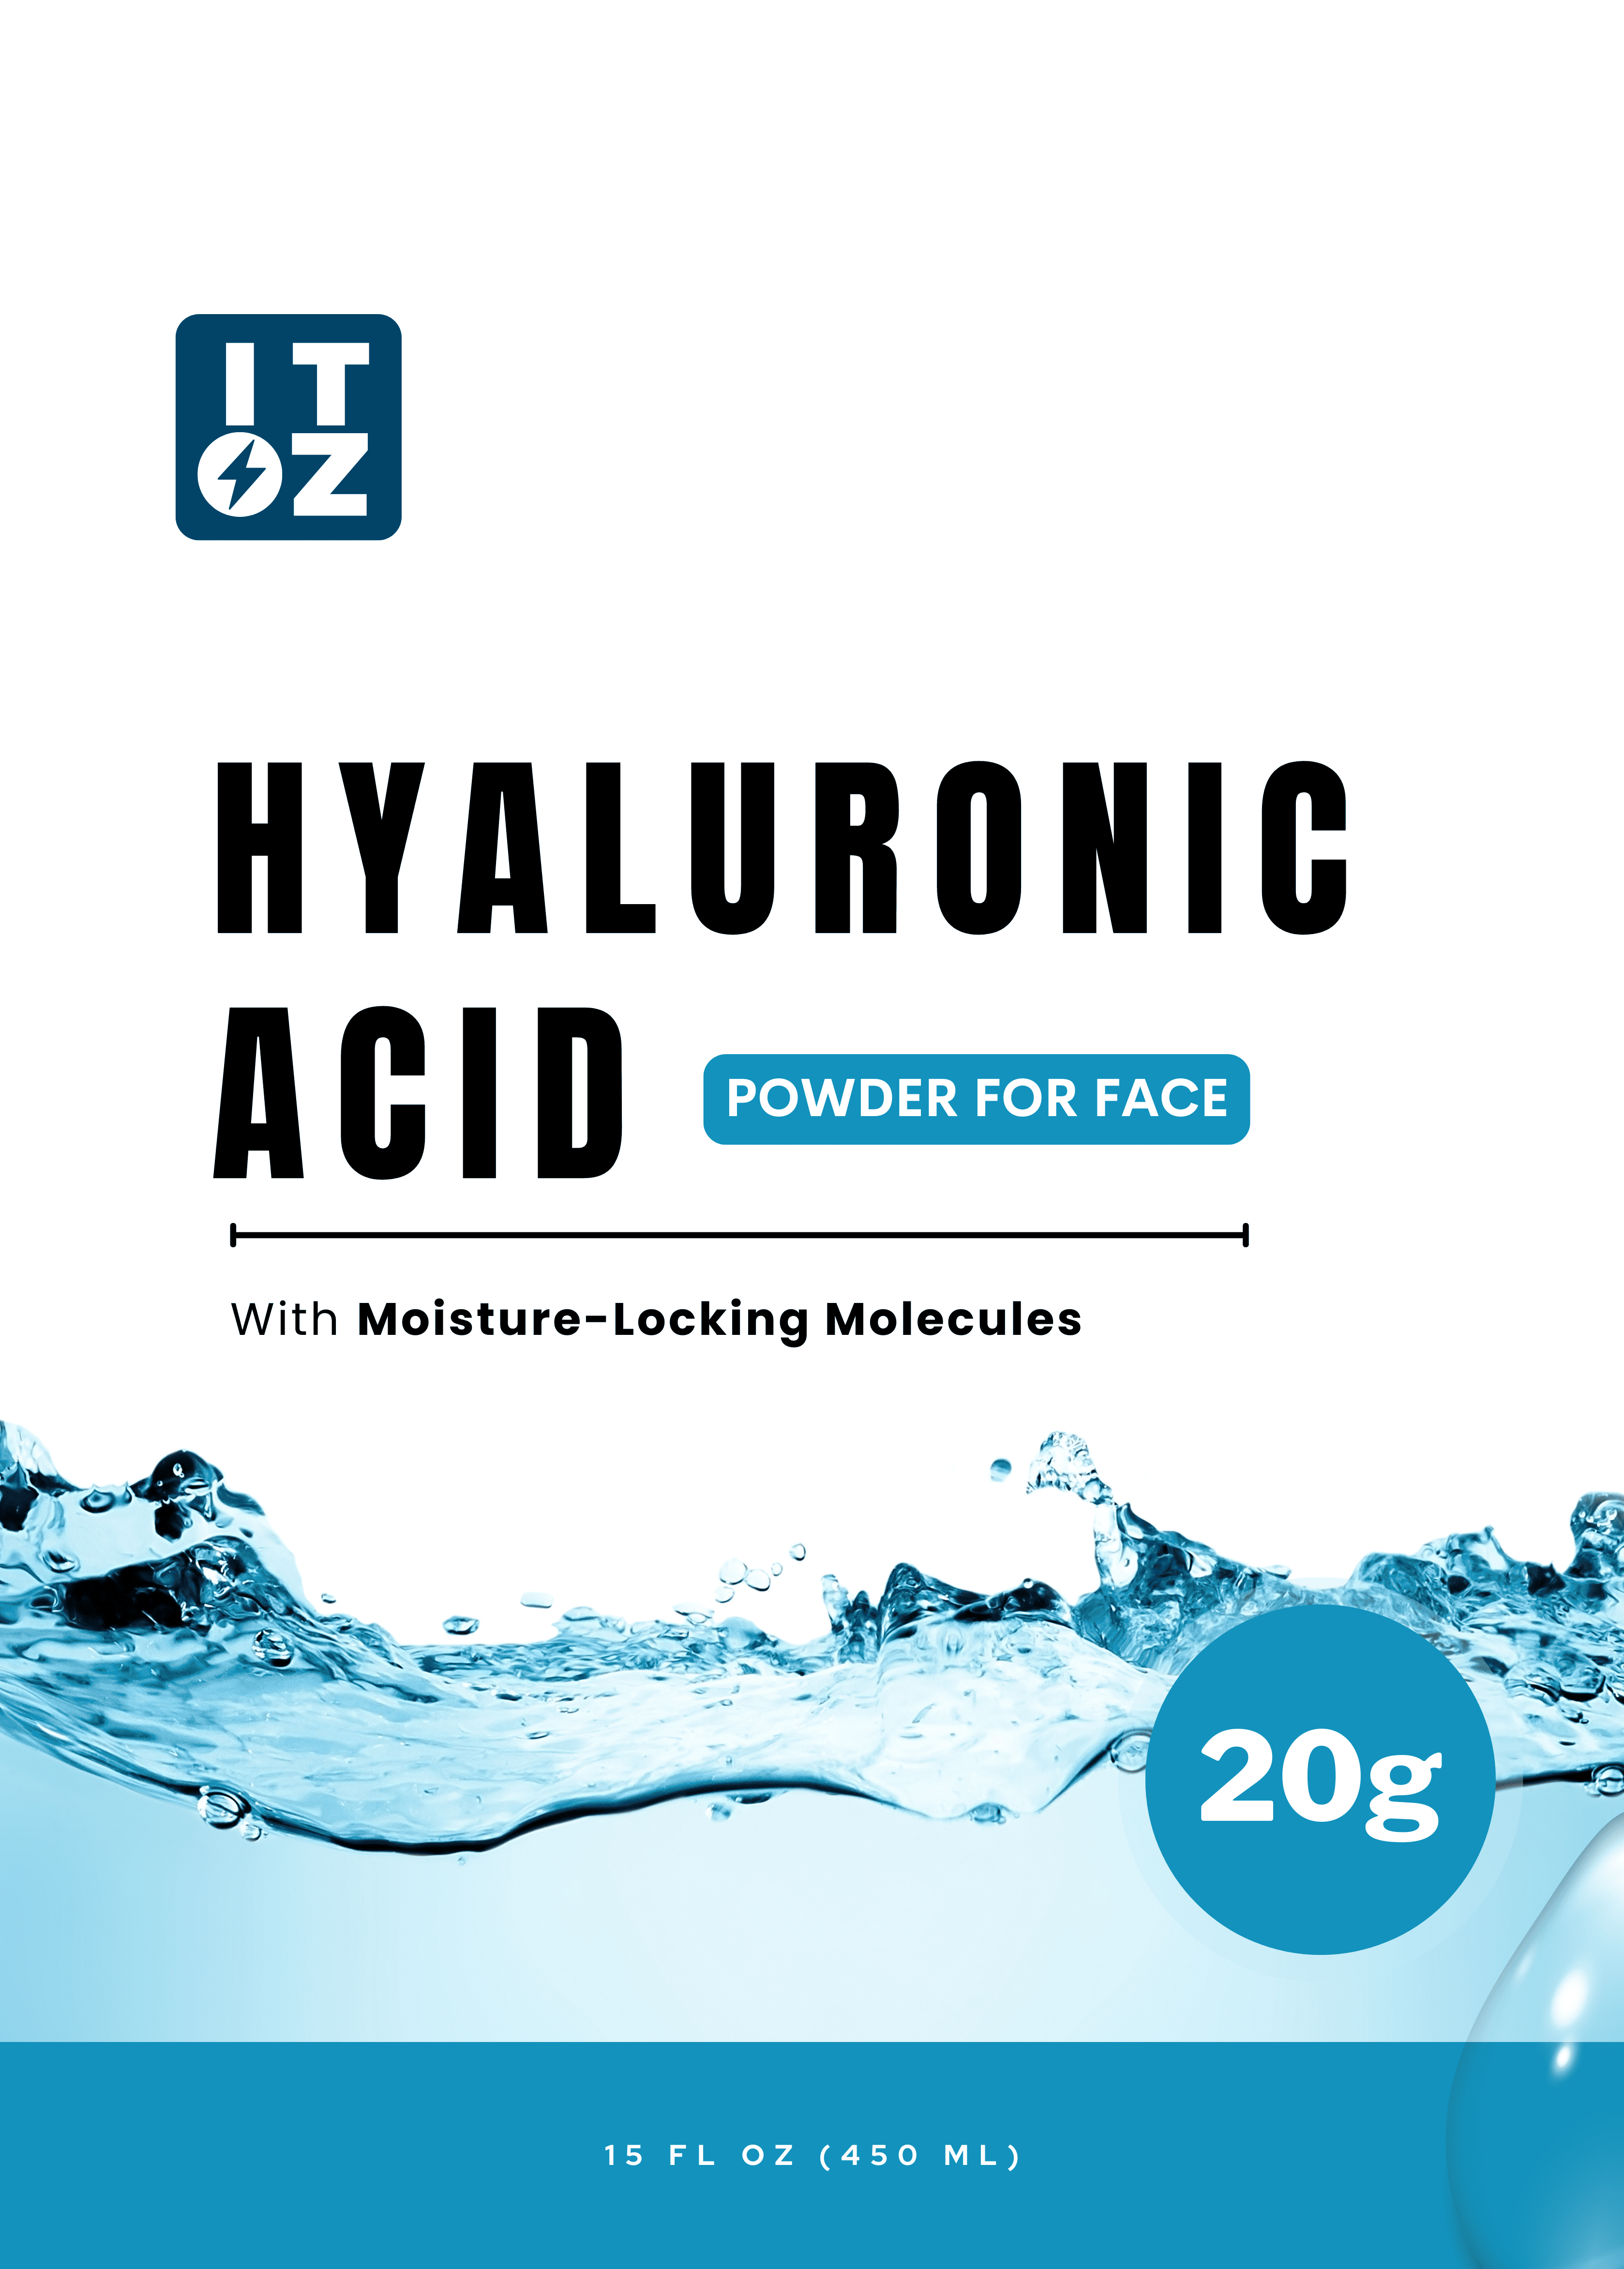 IT
OZ
HYALURONIC
ACID
POWDER FOR FACE
With Moisture-Locking Molecules
20g
15 FL OZ (450 ML)